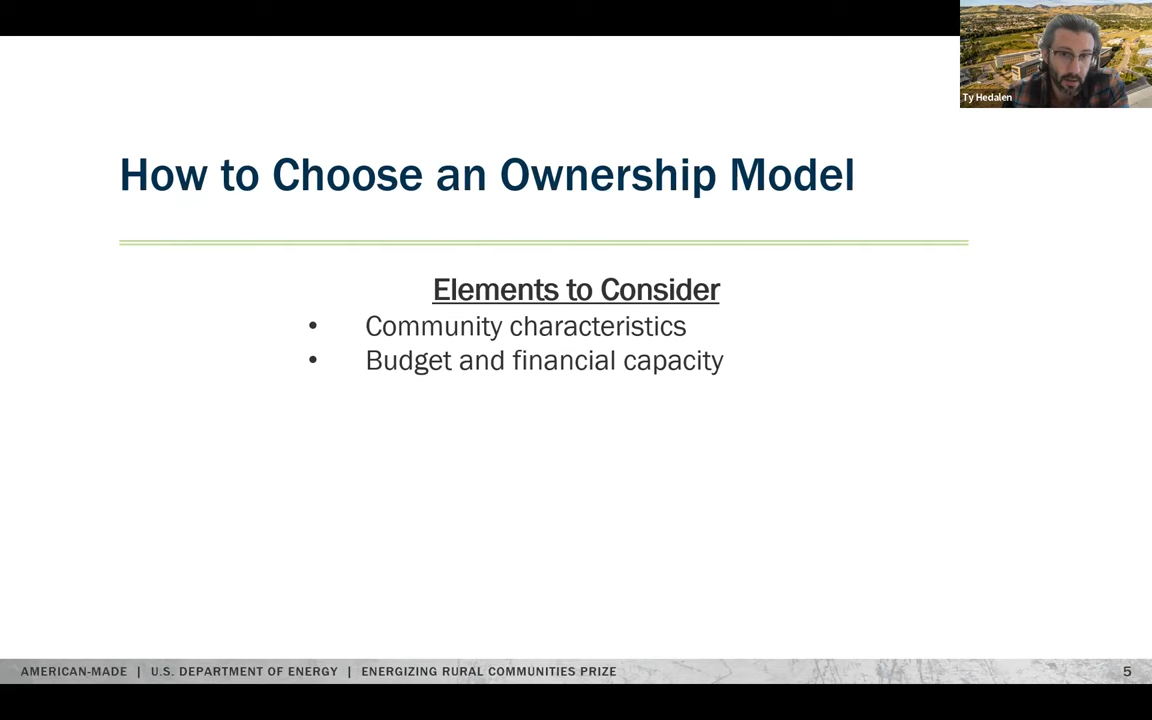 Ty Hedalen
How to Choose an Ownership Model
Elements to Consider
• Community characteristics
• Budget and financial capacity
AMERICAN-MADE | U.S. DEPARTMENT OF ENERGY | ENERGIZING RURAL COMMUNITIES PRIZE 5